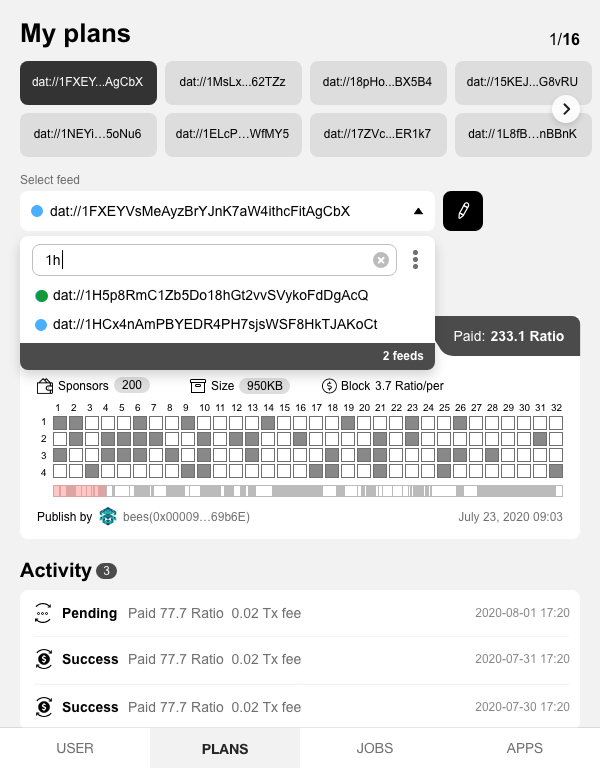 My plans
1/16
dat://1FXEY...AgCbX
dat://1MsLx...62TZz
dat://18pHo...BX5B4
dat://15KEJ...G8vRU
dat://1NEYi...5oNu6
dat://1ELcP...WfMY5
dat://17ZVc...ER1k7
dat://1L8fB...nBBnK
Select feed
dat://1FXEYVsMeAyzBrYJnK7aW4ithcFitAgCbX
1h
dat://1H5p8RmC1Zb5Do18hGt2vvSVykoFdDgAcQ
dat://1HCx4nAmPBYEDR4PH7sjsWSF8HkTJAKoCt
2 feeds
Paid: 233.1 Ratio
Sponsors 200 Size 950KB Block 3.7 Ratio/per
1 2 3 4 5 6 7 8 9 10 11 12 13 14 15 16 17 18 19 20 21 22 23 24 25 26 27 28 29 30 31 32
1
2
3
4
Publish by bees(0x00009...69b6E) July 23, 2020 09:03
Activity 3
Pending Paid 77.7 Ratio 0.02 Tx fee 2020-08-01 17:20
Success Paid 77.7 Ratio 0.02 Tx fee 2020-07-31 17:20
Success Paid 77.7 Ratio 0.02 Tx fee 2020-07-30 17:20
USER PLANS JOBS APPS